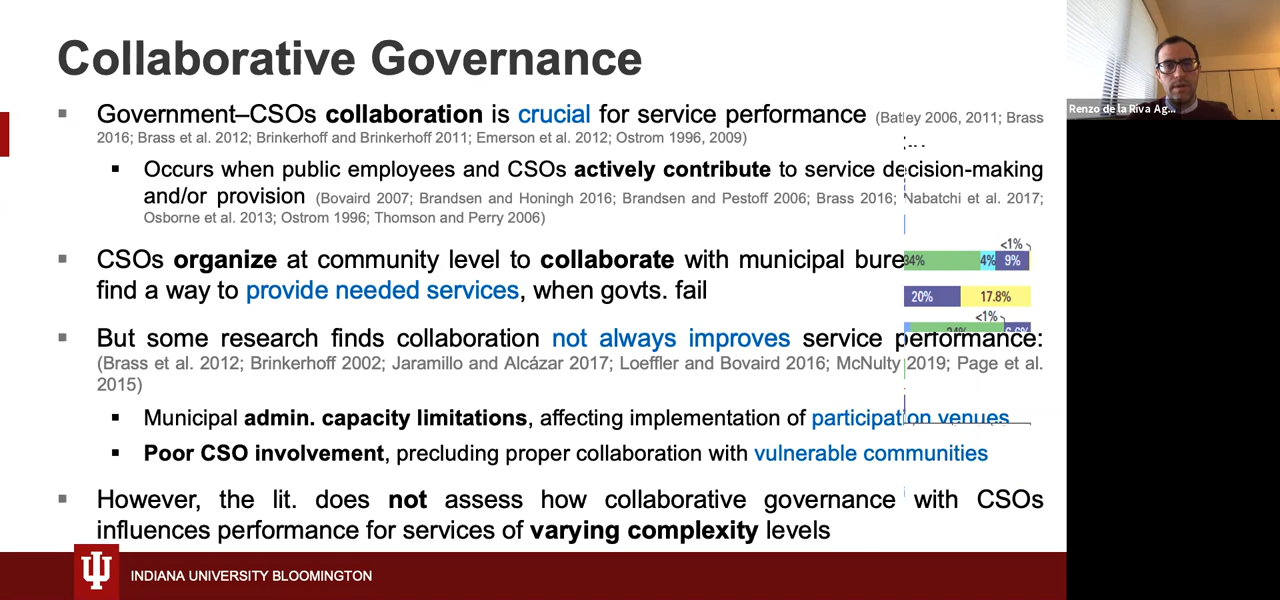 Collaborative Governance
Government–CSOs collaboration is crucial for service performance (Batley 2006, 2011; Brass
2016; Brass et al. 2012; Brinkerhoff and Brinkerhoff 2011; Emerson et al. 2012; Ostrom 1996, 2009)
Occurs when public employees and CSOs actively contribute to service decision-making
and/or provision (Bovaird 2007; Brandsen and Honingh 2016; Brandsen and Pestoff 2006; Brass 2016; Nabatchi et al. 2017;
Osborne et al. 2013; Ostrom 1996; Thomson and Perry 2006)
CSOs organize at community level to collaborate with municipal bure
find a way to provide needed services, when govts. fail
But some research finds collaboration not always improves service performance:
(Brass et al. 2012; Brinkerhoff 2002; Jaramillo and Alcázar 2017; Loeffler and Bovaird 2016; McNulty 2019; Page et al.
2015)
Municipal admin. capacity limitations, affecting implementation of participation venues
Poor CSO involvement, precluding proper collaboration with vulnerable communities
However, the lit. does not assess how collaborative governance with CSOs
influences performance for services of varying complexity levels
<1%
34% 4% 9%
20% 17.8%
<1%
INDIANA UNIVERSITY BLOOMINGTON
Renzo de la Riva Ag...